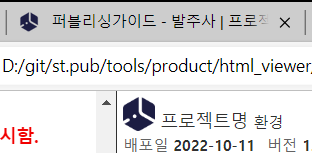 퍼블리싱가이드 - 발주사 | 프로젝
D:/git/st.pub/tools/product/html_viewer
시함.
프로젝트명 환경
배포일 2022-10-11 버전